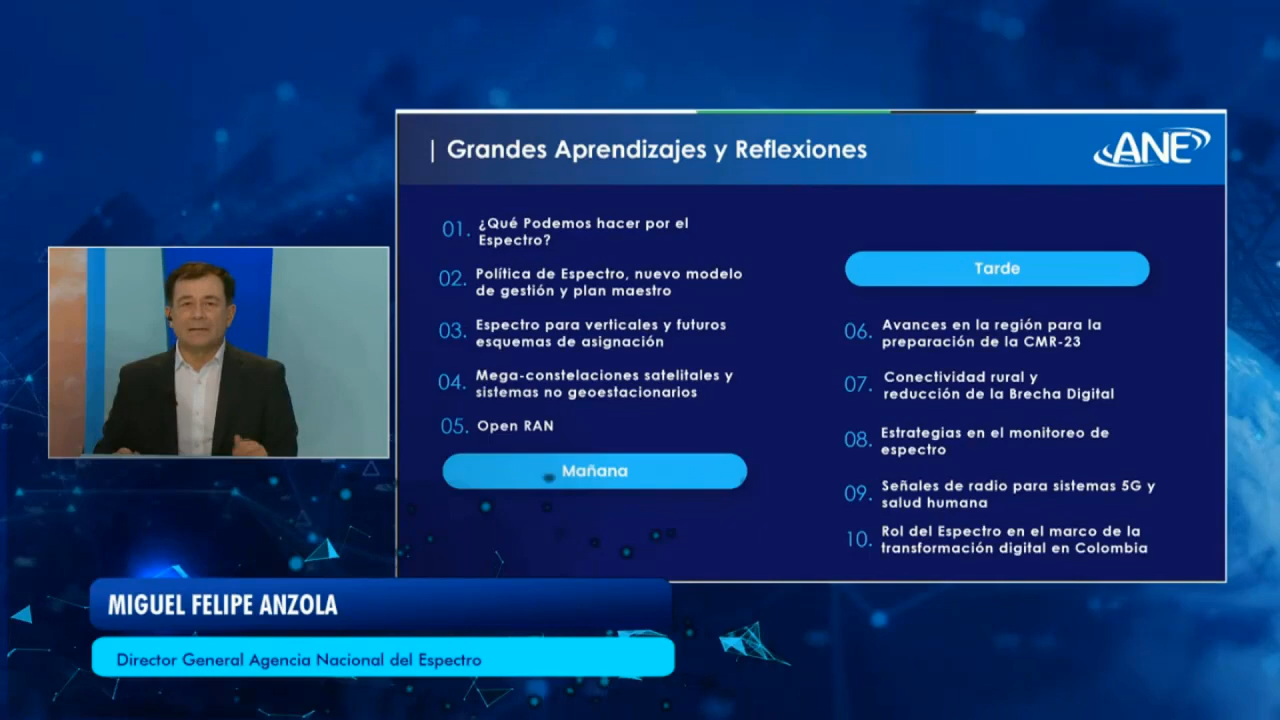 | Grandes Aprendizajes y Reflexiones
ANE
01. ¿Qué Podemos hacer por el
Espectro?
02. Política de Espectro, nuevo modelo
de gestión y plan maestro
03. Espectro para verticales y futuros
esquemas de asignación
04. Mega-constelaciones satelitales y
sistemas no geoestacionarios
05. Open RAN
Mañana
Tarde
06. Avances en la región para la
preparación de la CMR-23
07. Conectividad rural y
reducción de la Brecha Digital
08. Estrategias en el monitoreo de
espectro
09. Señales de radio para sistemas 5G y
salud humana
10. Rol del Espectro en el marco de la
transformación digital en Colombia
MIGUEL FELIPE ANZOLA
Director General Agencia Nacional del Espectro